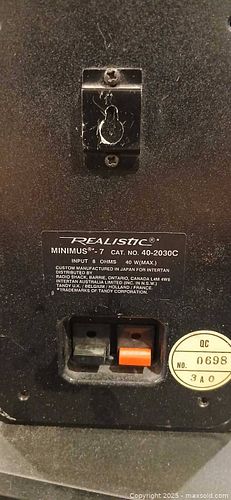 REALISTIC®*
MINIMUS®*-7 CAT. NO. 40-2030C
INPUT 8 OHMS 40 W(MAX.)
CUSTOM MANUFACTURED IN JAPAN FOR INTERTAN
DISTRIBUTED BY
RADIO SHACK, BARRIE, ONTARIO, CANADA L4M 4W5
INTERTAN AUSTRALIA LIMITED (INC. IN N.S.W.)
TANDY U.K. / BELGIUM / HOLLAND / FRANCE.
®*TRADEMARKS OF TANDY CORPORATION.
QC
NO. 0698
3A0
Copyright 2025 - maxsold.com